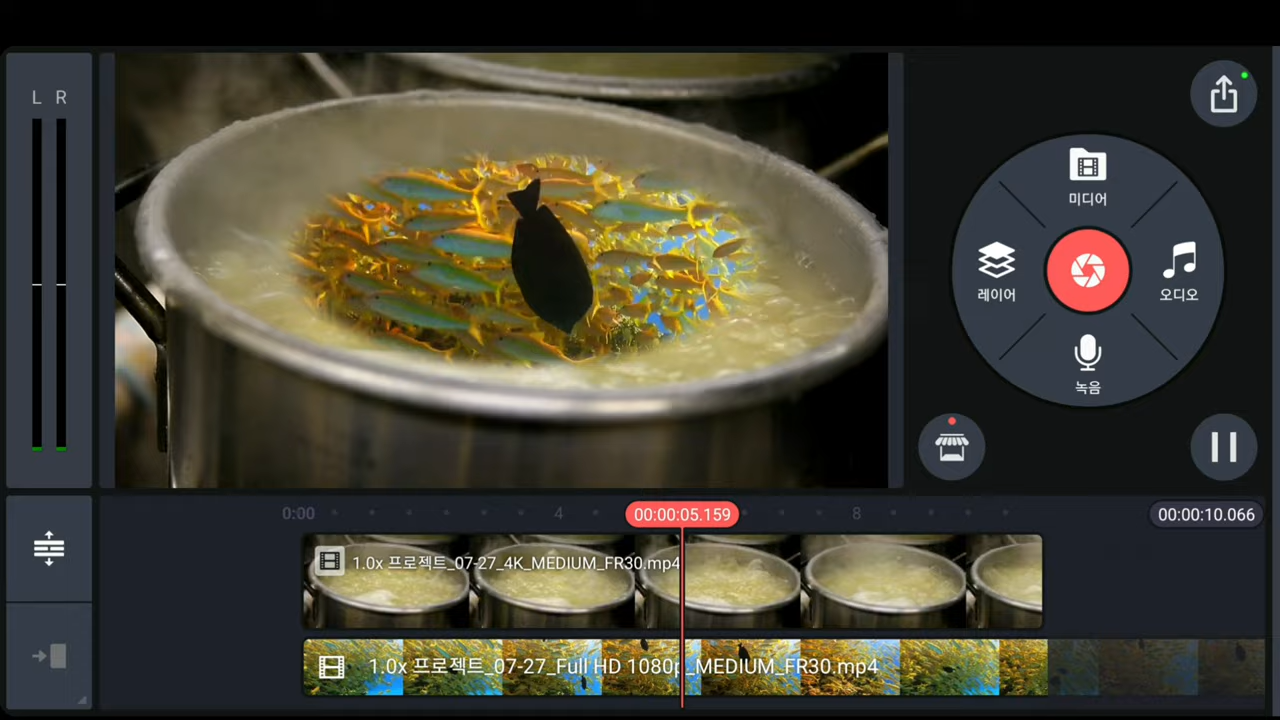 L R
미디어
레이어
오디오
녹음
0:00
4
00:00:05.159
8
00:00:10.066
1.0x 프로젝트_07-27_4K_MEDIUM_FR30.mp4
1.0x 프로젝트_07-27_Full HD 1080p_MEDIUM_FR30.mp4